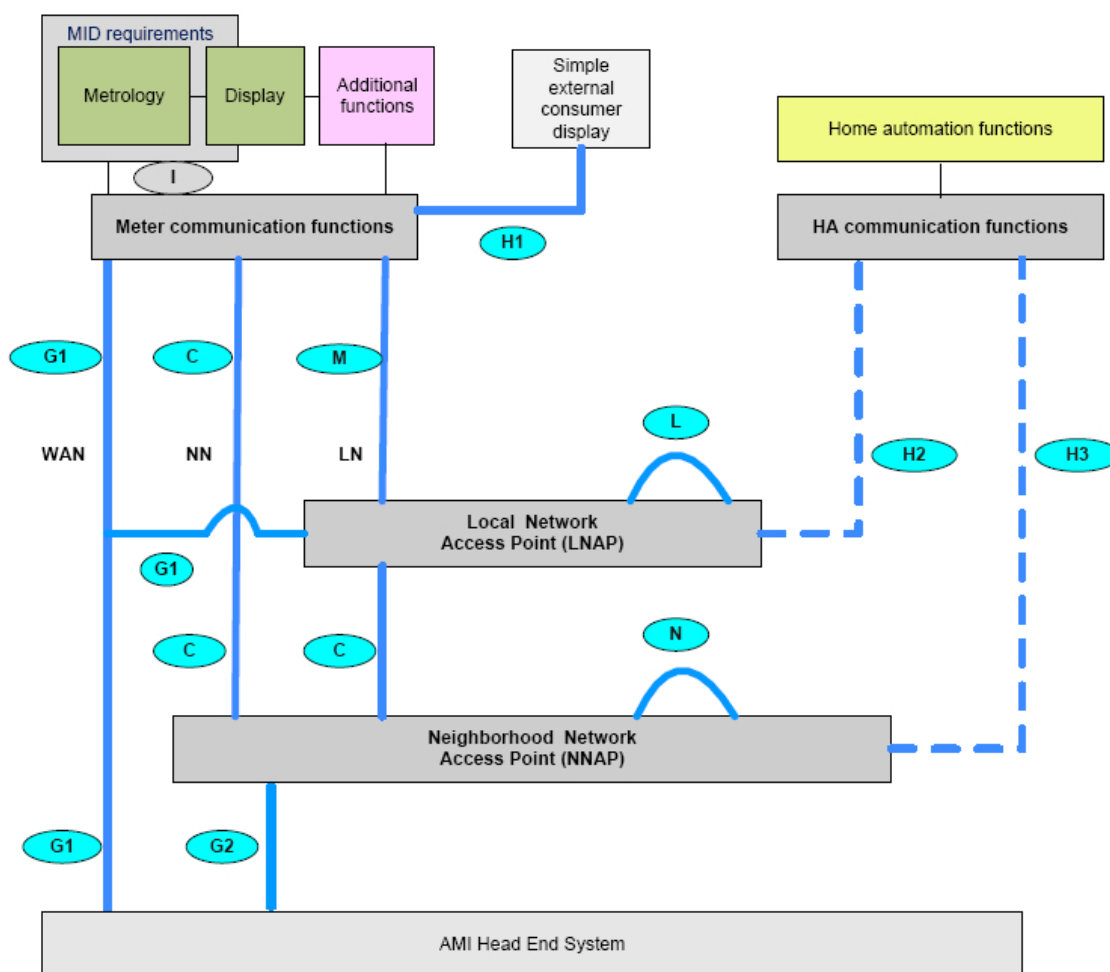 MID requirements
Metrology
Display
Additional
functions
Simple
external
consumer
display
Home automation functions
I
Meter communication functions
H1
HA communication functions
G1
C
M
L
WAN
NN
LN
H2
H3
Local Network
Access Point (LNAP)
G1
C
C
N
Neighborhood Network
Access Point (NNAP)
G1
G2
AMI Head End System